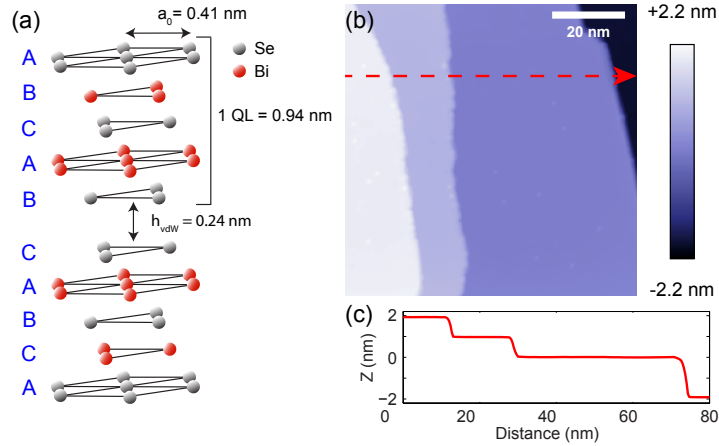 (a)
a₀ = 0.41 nm
A
Se
Bi
B
C
1 QL = 0.94 nm
A
B
h_vdW = 0.24 nm
C
A
B
C
A
(b)
20 nm
+2.2 nm
-2.2 nm
(c)
Z (nm)
2
0
−2
0
20
40
60
80
Distance (nm)